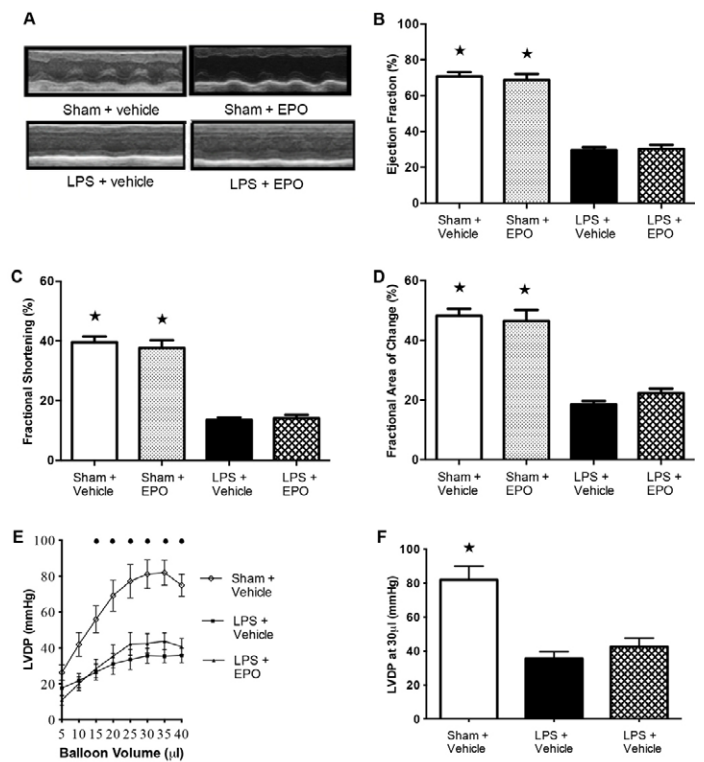 A
Sham + vehicle
Sham + EPO
LPS + vehicle
LPS + EPO
B
Ejection Fraction (%)
100
80
60
40
20
0
★
★
Sham +
Vehicle
Sham +
EPO
LPS +
Vehicle
LPS +
EPO
C
Fractional Shortening (%)
60
40
20
0
★
★
Sham +
Vehicle
Sham +
EPO
LPS +
Vehicle
LPS +
EPO
D
Fractional Area of Change (%)
60
40
20
0
★
★
Sham +
Vehicle
Sham +
EPO
LPS +
Vehicle
LPS +
EPO
E
LVDP (mmHg)
100
80
60
40
20
0
5 10 15 20 25 30 35 40
Balloon Volume (µl)
Sham +
Vehicle
LPS +
Vehicle
LPS +
EPO
F
LVDP at 30µl (mmHg)
100
80
60
40
20
0
★
Sham +
Vehicle
LPS +
Vehicle
LPS +
Vehicle